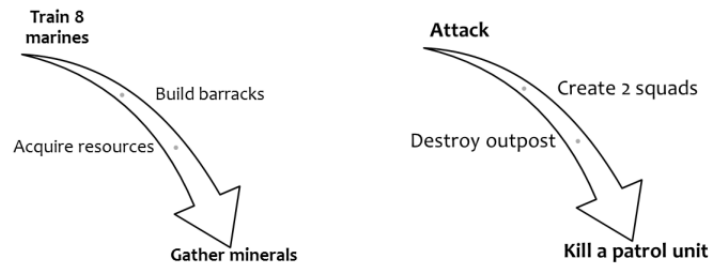 Train 8
marines
Build barracks
Acquire resources
Gather minerals
Attack
Create 2 squads
Destroy outpost
Kill a patrol unit